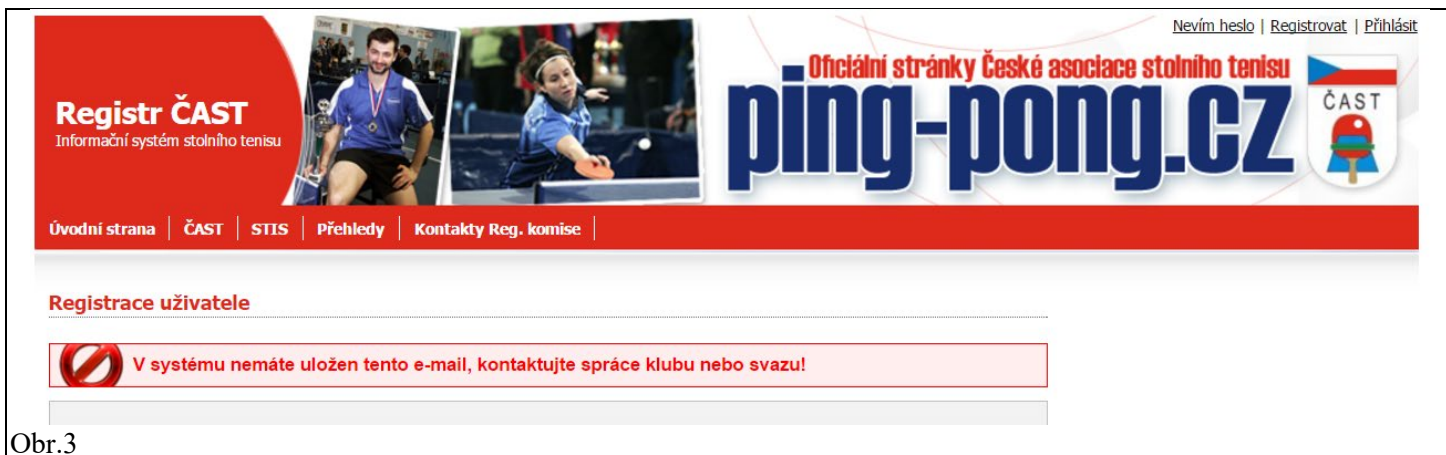 Nevím heslo | Registrovat | Přihlásit
Oficiální stránky České asociace stolního tenisu
ping-pong.cz
ČAST
Registr ČAST
Informační systém stolního tenisu
Úvodní strana | ČAST | STIS | Přehledy | Kontakty Reg. komise |
Registrace uživatele
V systému nemáte uložen tento e-mail, kontaktujte spráce klubu nebo svazu!
Obr.3